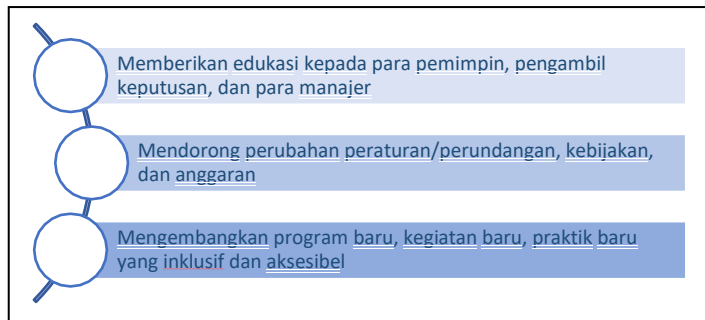 Memberikan edukasi kepada para pemimpin, pengambil
keputusan, dan para manajer
Mendorong perubahan peraturan/perundangan, kebijakan,
dan anggaran
Mengembangkan program baru, kegiatan baru, praktik baru
yang inklusif dan aksesibel